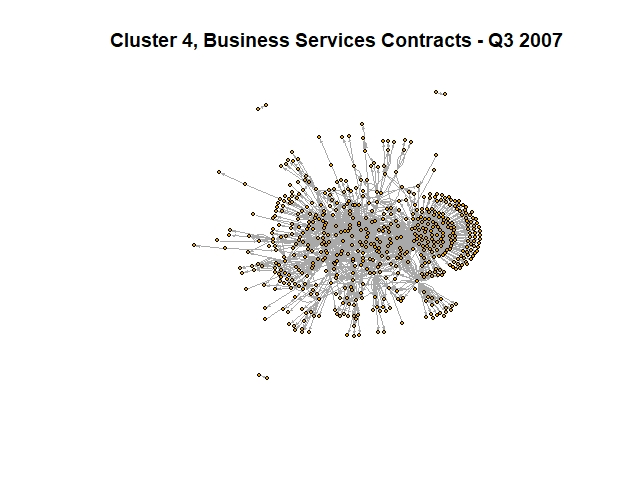 Cluster 4, Business Services Contracts - Q3 2007